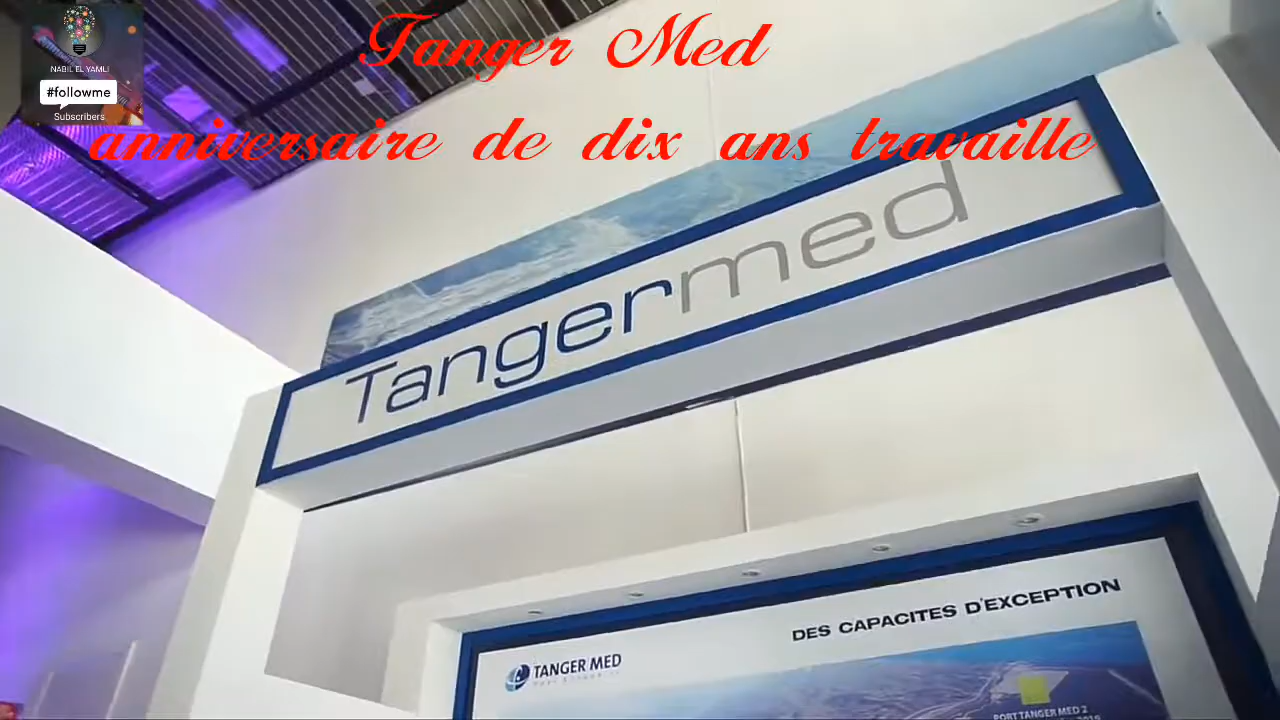 NABIL EL YAMLI
#followme
Subscribers
Tanger Med
anniversaire de dix ans travaille
Tangermed
DES CAPACITES D'EXCEPTION
TANGER MED
PORT TANGER MED 2